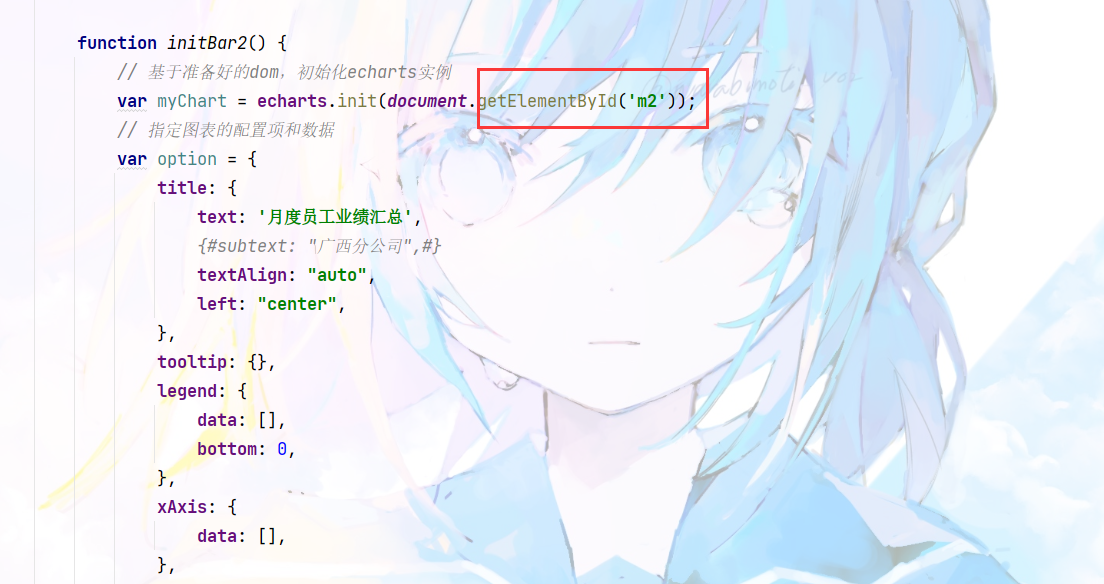 function initBar2() {
// 基于准备好的dom，初始化echarts实例
var myChart = echarts.init(document.getElementById('m2'));
// 指定图表的配置项和数据
var option = {
title: {
text: '月度员工业绩汇总',
{#subtext: "广西分公司",#}
textAlign: "auto",
left: "center",
},
tooltip: {},
legend: {
data: [],
bottom: 0,
},
xAxis: {
data: [],
},